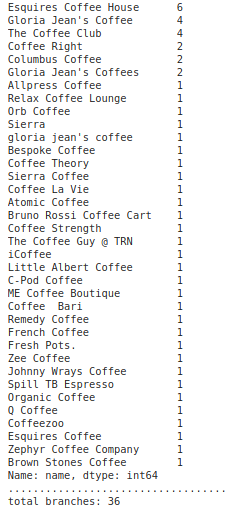 Esquires Coffee House      6
Gloria Jean's Coffee       4
The Coffee Club            4
Coffee Right               2
Columbus Coffee            2
Gloria Jean's Coffees      2
Allpress Coffee            1
Relax Coffee Lounge        1
Orb Coffee                 1
Sierra                     1
gloria jean's coffee       1
Bespoke Coffee             1
Coffee Theory              1
Sierra Coffee              1
Coffee La Vie              1
Atomic Coffee              1
Bruno Rossi Coffee Cart    1
Coffee Strength            1
The Coffee Guy @ TRN       1
iCoffee                    1
Little Albert Coffee       1
C-Pod Coffee               1
ME Coffee Boutique         1
Coffee  Bari               1
Remedy Coffee              1
French Coffee              1
Fresh Pots.                1
Zee Coffee                 1
Johnny Wrays Coffee        1
Spill TB Espresso          1
Organic Coffee             1
Q Coffee                   1
Coffeezoo                  1
Esquires Coffee            1
Zephyr Coffee Company      1
Brown Stones Coffee        1
Name: name, dtype: int64
...................................
total branches: 36